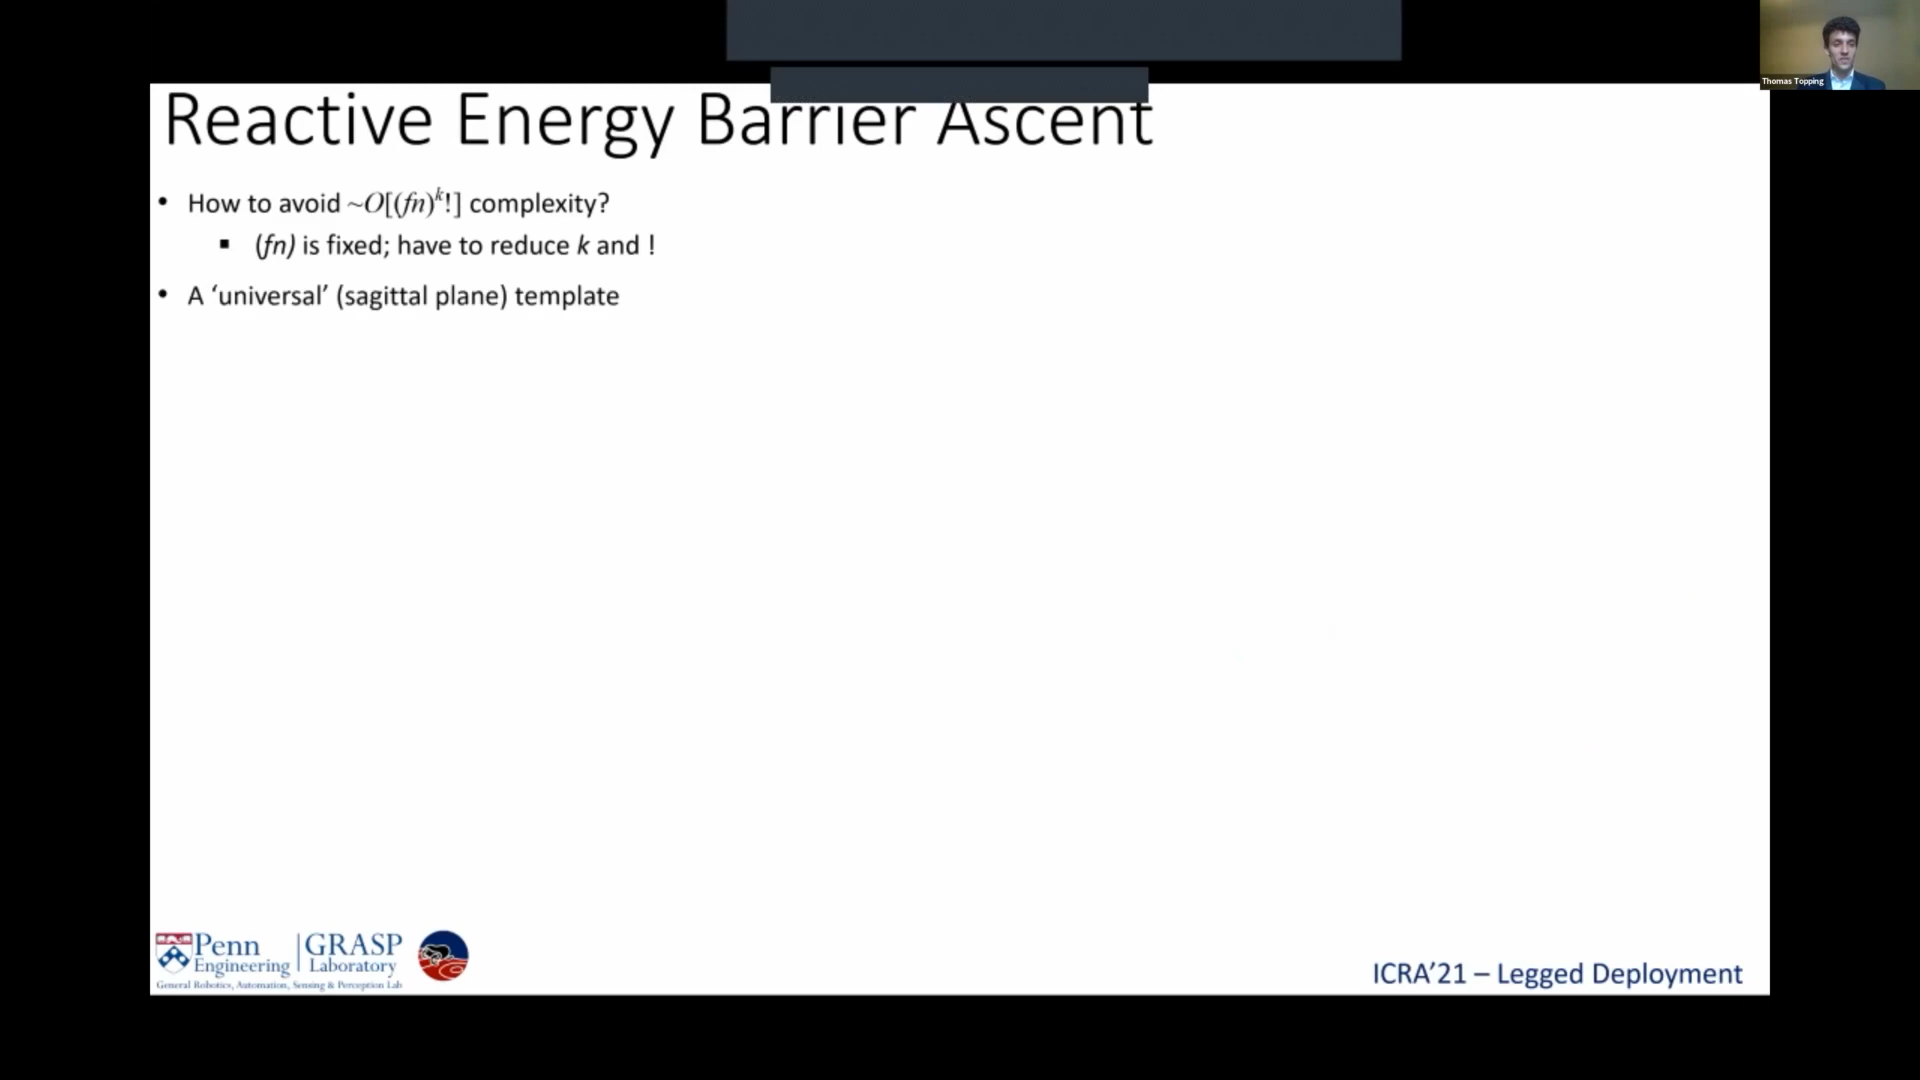 Thomas Topping
Reactive Energy Barrier Ascent
• How to avoid ~O[(fn)^k!] complexity?
▪ (fn) is fixed; have to reduce k and !
• A ‘universal’ (sagittal plane) template
Penn Engineering | GRASP Laboratory
General Robotics, Automation, Sensing & Perception Lab
ICRA’21 – Legged Deployment